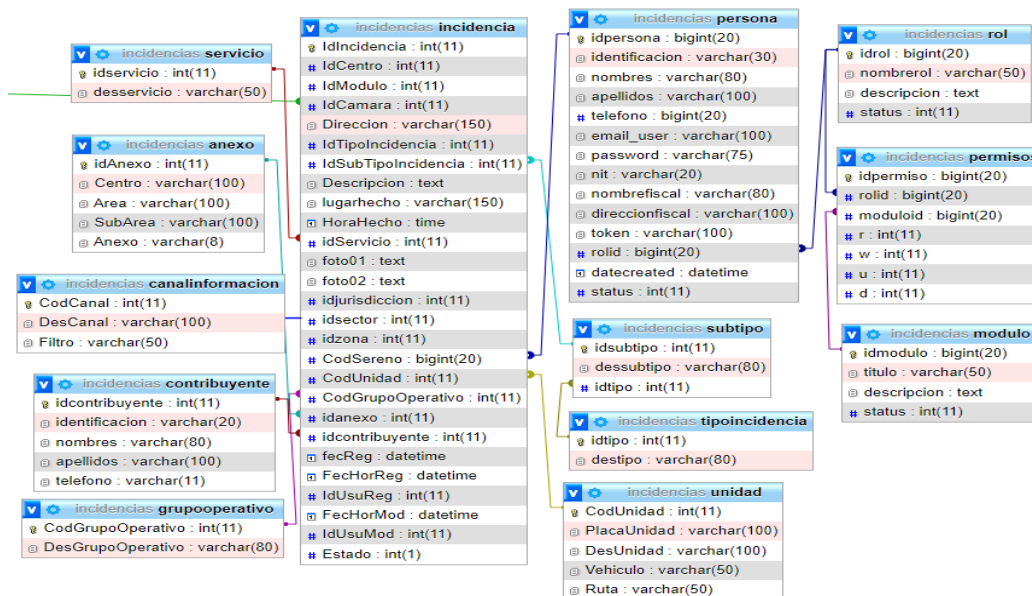 incidencias servicio
idservicio : int(11)
desservicio : varchar(50)
incidencias anexo
idAnexo : int(11)
Centro : varchar(100)
Area : varchar(100)
SubArea : varchar(100)
Anexo : varchar(8)
incidencias canalinformacion
CodCanal : int(11)
DesCanal : varchar(100)
Filtro : varchar(50)
incidencias contribuyente
idcontribuyente : int(11)
identificacion : varchar(20)
nombres : varchar(80)
apellidos : varchar(100)
telefono : varchar(11)
incidencias grupooperativo
CodGrupoOperativo : int(11)
DesGrupoOperativo : varchar(80)
incidencias incidencia
IdIncidencia : int(11)
IdCentro : int(11)
IdModulo : int(11)
IdCamara : int(11)
Direccion : varchar(150)
IdTipoIncidencia : int(11)
IdSubTipoIncidencia : int(11)
Descripcion : text
lugarhecho : varchar(150)
HoraHecho : time
idServicio : int(11)
foto01 : text
foto02 : text
idjurisdiccion : int(11)
idsector : int(11)
idzona : int(11)
CodSereno : bigint(20)
CodUnidad : int(11)
CodGrupoOperativo : int(11)
idanexo : int(11)
idcontribuyente : int(11)
fecReg : datetime
FecHorReg : datetime
IdUsuReg : int(11)
FecHorMod : datetime
IdUsuMod : int(11)
Estado : int(1)
incidencias persona
idpersona : bigint(20)
identificacion : varchar(30)
nombres : varchar(80)
apellidos : varchar(100)
telefono : bigint(20)
email_user : varchar(100)
password : varchar(75)
nit : varchar(20)
nombrefiscal : varchar(80)
direccionfiscal : varchar(100)
token : varchar(100)
rolid : bigint(20)
datecreated : datetime
status : int(11)
incidencias subtipo
idsubtipo : int(11)
dessubtipo : varchar(80)
idtipo : int(11)
incidencias tipoincidencia
idtipo : int(11)
destipo : varchar(80)
incidencias unidad
CodUnidad : int(11)
PlacaUnidad : varchar(100)
DesUnidad : varchar(100)
Vehiculo : varchar(50)
Ruta : varchar(50)
incidencias rol
idrol : bigint(20)
nombrerol : varchar(50)
descripcion : text
status : int(11)
incidencias permisos
idpermiso : bigint(20)
rolid : bigint(20)
moduloid : bigint(20)
r : int(11)
w : int(11)
u : int(11)
d : int(11)
incidencias modulo
idmodulo : bigint(20)
titulo : varchar(50)
descripcion : text
status : int(11)